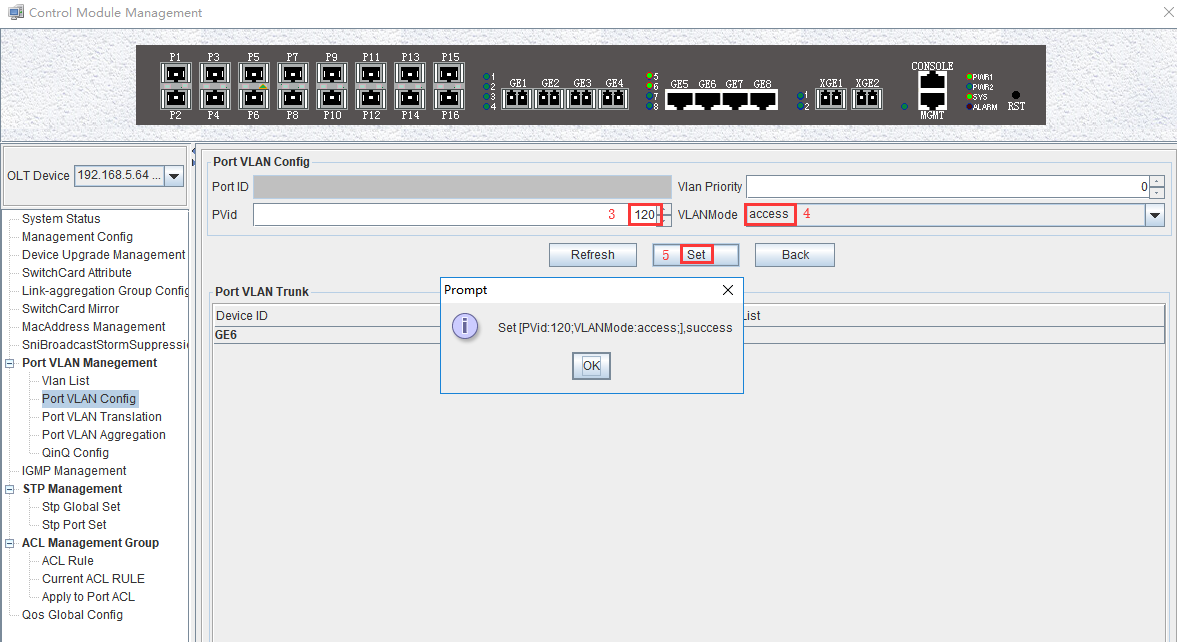 Control Module Management
P1 P3 P5 P7 P9 P11 P13 P15
P2 P4 P6 P8 P10 P12 P14 P16
1
2
3
4
GE1 GE2 GE3 GE4
5
6
7
8
GE5 GE6 GE7 GE8
1
2
XGE1 XGE2
CONSOLE
MGMT
PWR1
PWR2
SYS
ALARM
RST
OLT Device 192.168.5.64 ...
System Status
Management Config
Device Upgrade Management
SwitchCard Attribute
Link-aggregation Group Config
SwitchCard Mirror
MacAddress Management
SniBroadcastStormSuppressio
Port VLAN Manegement
Vlan List
Port VLAN Config
Port VLAN Translation
Port VLAN Aggregation
QinQ Config
IGMP Management
STP Management
Stp Global Set
Stp Port Set
ACL Management Group
ACL Rule
Current ACL RULE
Apply to Port ACL
Qos Global Config
Port VLAN Config
Port ID Vlan Priority 0
PVid 3 120 VLANMode access 4
Refresh 5 Set Back
Port VLAN Trunk
Device ID List
GE6
Prompt
Set [PVid:120;VLANMode:access;],success
OK